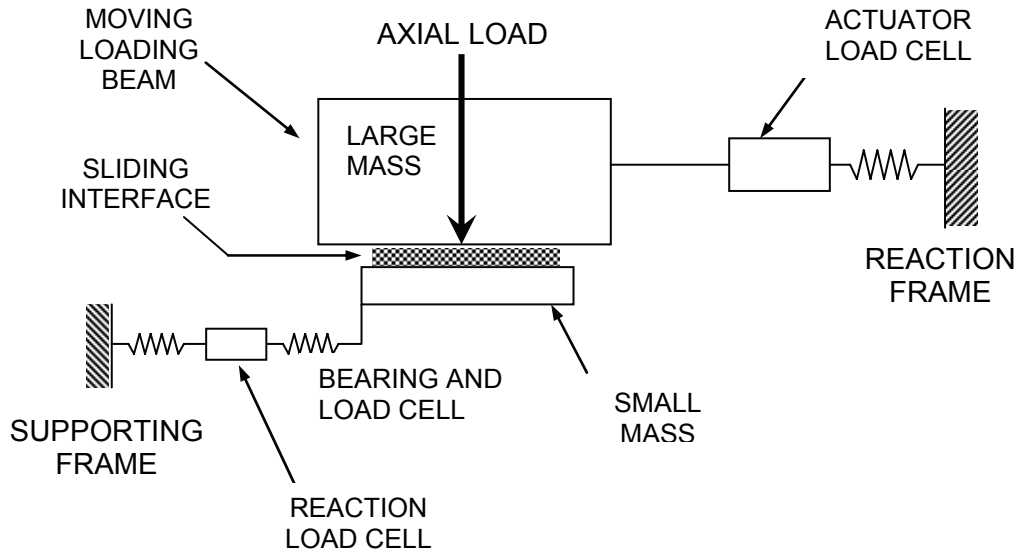 MOVING
LOADING
BEAM
AXIAL LOAD
ACTUATOR
LOAD CELL
LARGE
MASS
SLIDING
INTERFACE
REACTION
FRAME
BEARING AND
LOAD CELL
SMALL
MASS
SUPPORTING
FRAME
REACTION
LOAD CELL